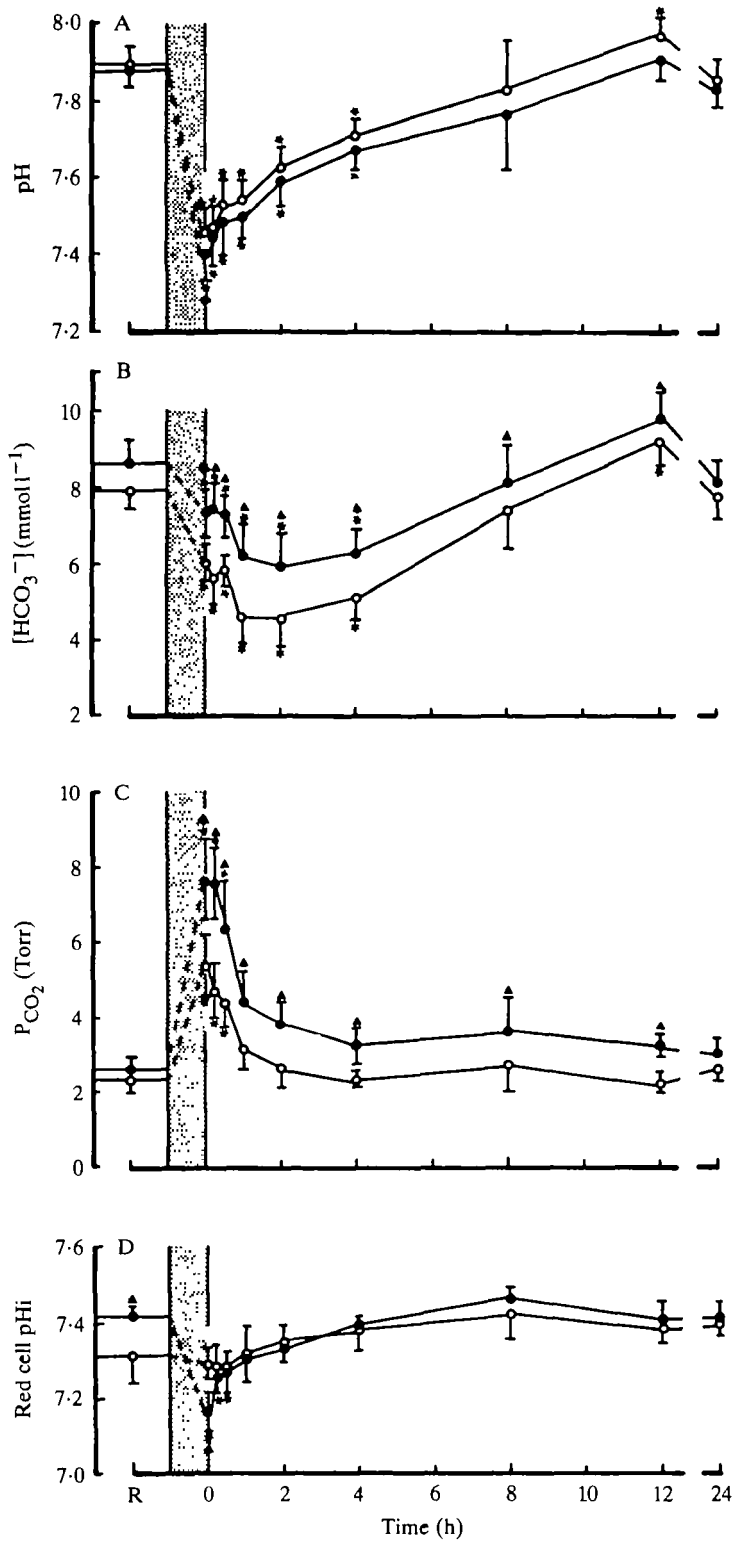 A
8·0
7·8
7·6
7·4
7·2
pH
B
10
8
6
4
2
[HCO3−] (mmol l−1)
C
10
8
6
4
2
0
PCO2 (Torr)
D
7·6
7·4
7·2
7·0
Red cell pHi
R 0 2 4 6 8 10 12 24
Time (h)